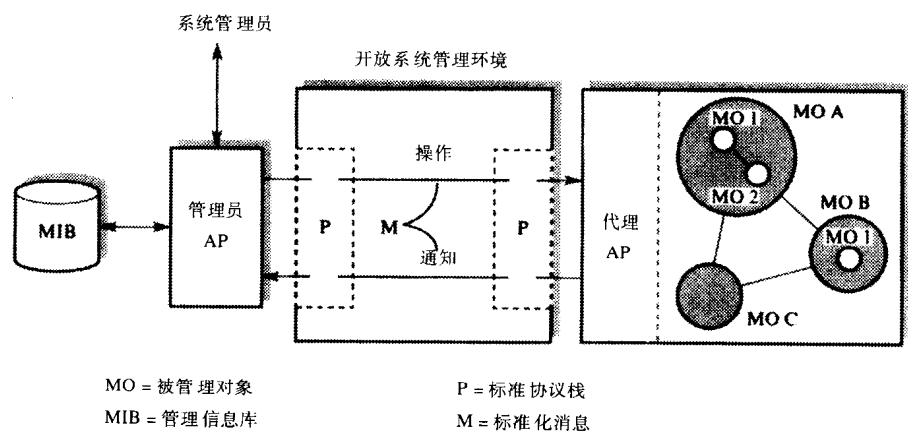 系统管理员
开放系统管理环境
MO A
MO 1
MO 2
MO B
MO 1
MO C
操作
管理员
AP
MIB
P
M
P
代理
AP
通知
MO = 被管理对象
P = 标准协议栈
MIB = 管理信息库
M = 标准化消息